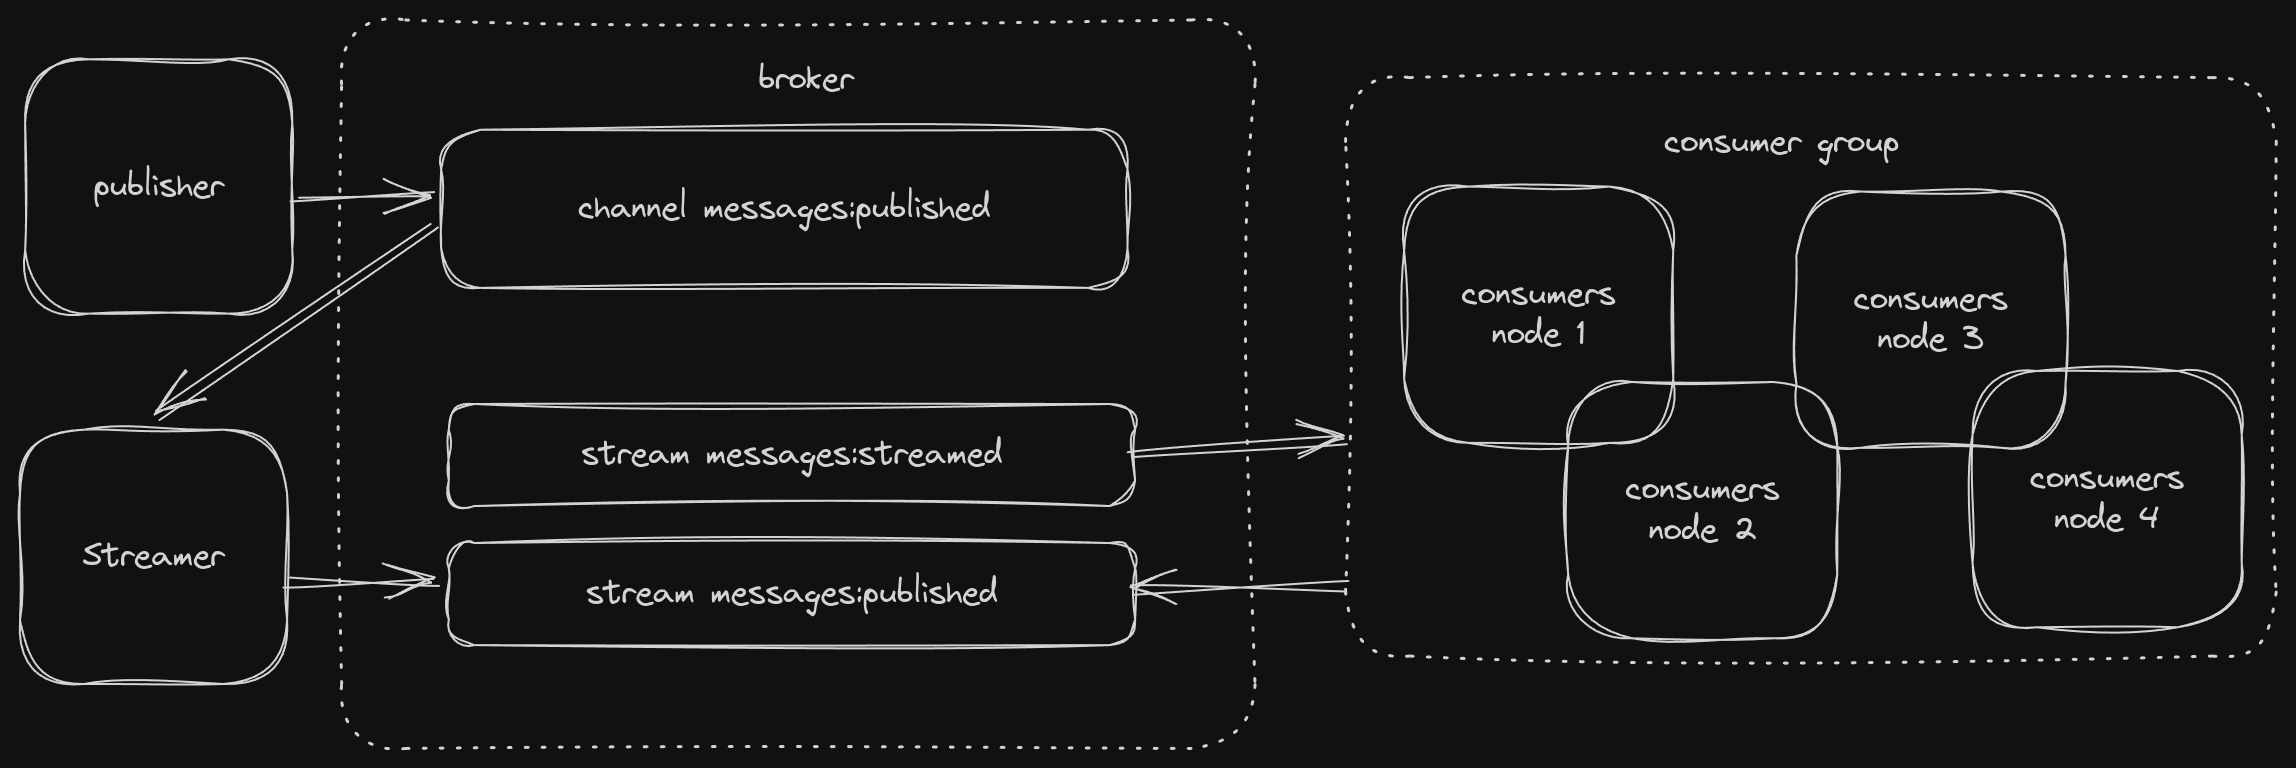 broker
publisher
channel messages:published
Streamer
stream messages:streamed
stream messages:published
consumer group
consumers
node 1
consumers
node 3
consumers
node 2
consumers
node 4